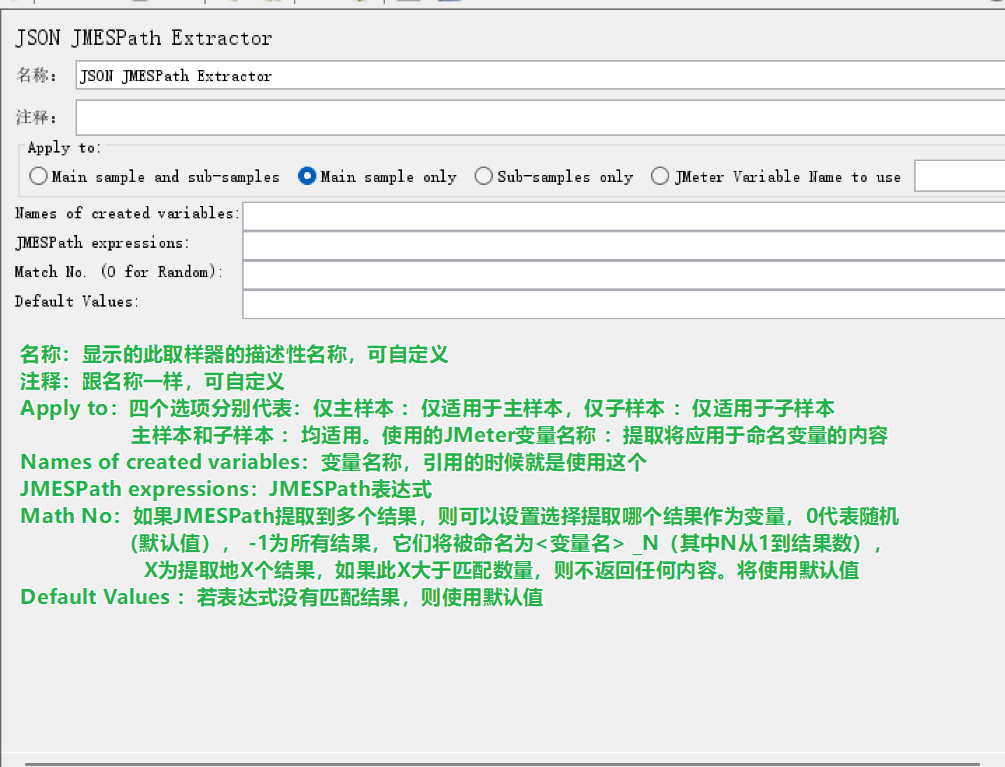 JSON JMESPath Extractor
名称： JSON JMESPath Extractor
注释：
Apply to:
Main sample and sub-samples Main sample only Sub-samples only JMeter Variable Name to use
Names of created variables:
JMESPath expressions:
Match No. (0 for Random):
Default Values:
名称：显示的此取样器的描述性名称，可自定义
注释：跟名称一样，可自定义
Apply to：四个选项分别代表：仅主样本 ：仅适用于主样本，仅子样本 ：仅适用于子样本
主样本和子样本 ：均适用。使用的JMeter变量名称 ：提取将应用于命名变量的内容
Names of created variables：变量名称，引用的时候就是使用这个
JMESPath expressions：JMESPath表达式
Math No：如果JMESPath提取到多个结果，则可以设置选择提取哪个结果作为变量，0代表随机
（默认值）， -1为所有结果，它们将被命名为<变量名> _N（其中N从1到结果数），
X为提取地X个结果，如果此X大于匹配数量，则不返回任何内容。将使用默认值
Default Values ：若表达式没有匹配结果，则使用默认值